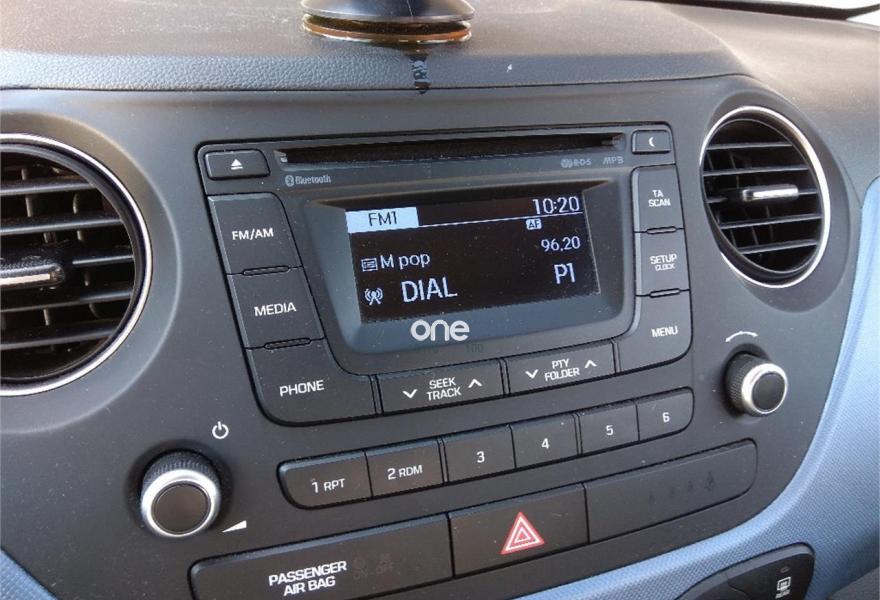 Bluetooth
R·D·S
MP3
FM/AM
MEDIA
PHONE
FM1
10:20
AF
96.20
M pop
DIAL
P1
one
TA
SCAN
SETUP
CLOCK
MENU
SEEK
TRACK
PTY
FOLDER
1 RPT
2 RDM
3
4
5
6
PASSENGER
AIR BAG